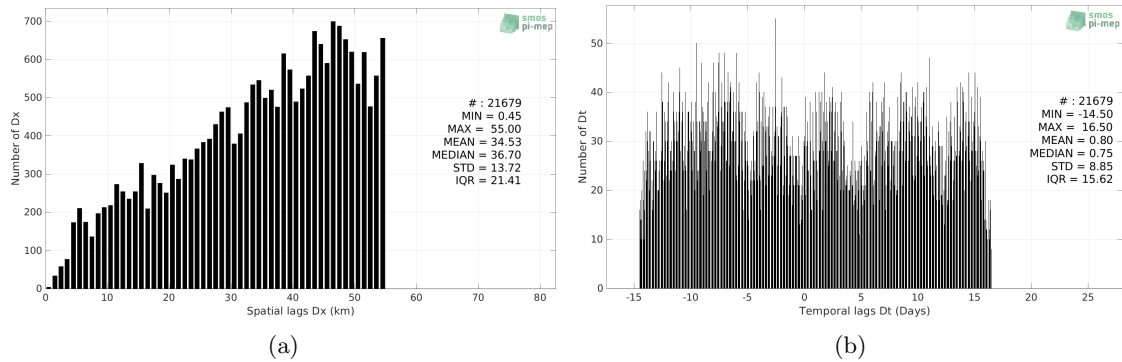 700
600
500
400
300
200
100
0
Number of Dx
0 10 20 30 40 50 60 70 80
Spatial lags Dx (km)
smos
pi-mep
# : 21679
MIN = 0.45
MAX = 55.00
MEAN = 34.53
MEDIAN = 36.70
STD = 13.72
IQR = 21.41
(a)
50
40
30
20
10
0
Number of Dt
-15 -10 -5 0 5 10 15 20 25
Temporal lags Dt (Days)
smos
pi-mep
# : 21679
MIN = -14.50
MAX = 16.50
MEAN = 0.80
MEDIAN = 0.75
STD = 8.85
IQR = 15.62
(b)